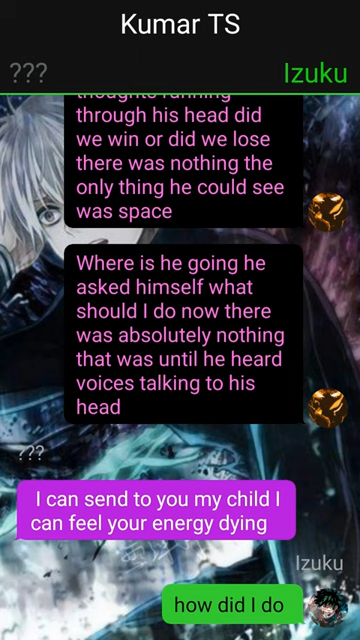 Kumar TS
???
Izuku
thoughts running
through his head did
we win or did we lose
there was nothing the
only thing he could see
was space
Where is he going he
asked himself what
should I do now there
was absolutely nothing
that was until he heard
voices talking to his
head
???
I can send to you my child I
can feel your energy dying
Izuku
how did I do